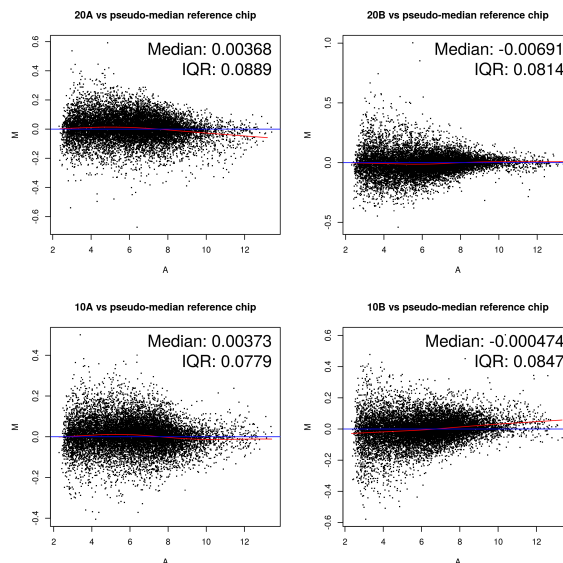 20A vs pseudo-median reference chip
20B vs pseudo-median reference chip
Median: 0.00368
IQR: 0.0889
Median: -0.00691
IQR: 0.0814
0.6
0.4
0.2
0.0
-0.2
-0.4
-0.6
M
2 4 6 8 10 12
A
1.0
0.5
0.0
-0.5
M
2 4 6 8 10 12
A
10A vs pseudo-median reference chip
10B vs pseudo-median reference chip
Median: 0.00373
IQR: 0.0779
Median: -0.000474
IQR: 0.0847
0.4
0.2
0.0
-0.2
-0.4
M
2 4 6 8 10 12
A
0.6
0.4
0.2
0.0
-0.2
-0.4
-0.6
M
2 4 6 8 10 12
A